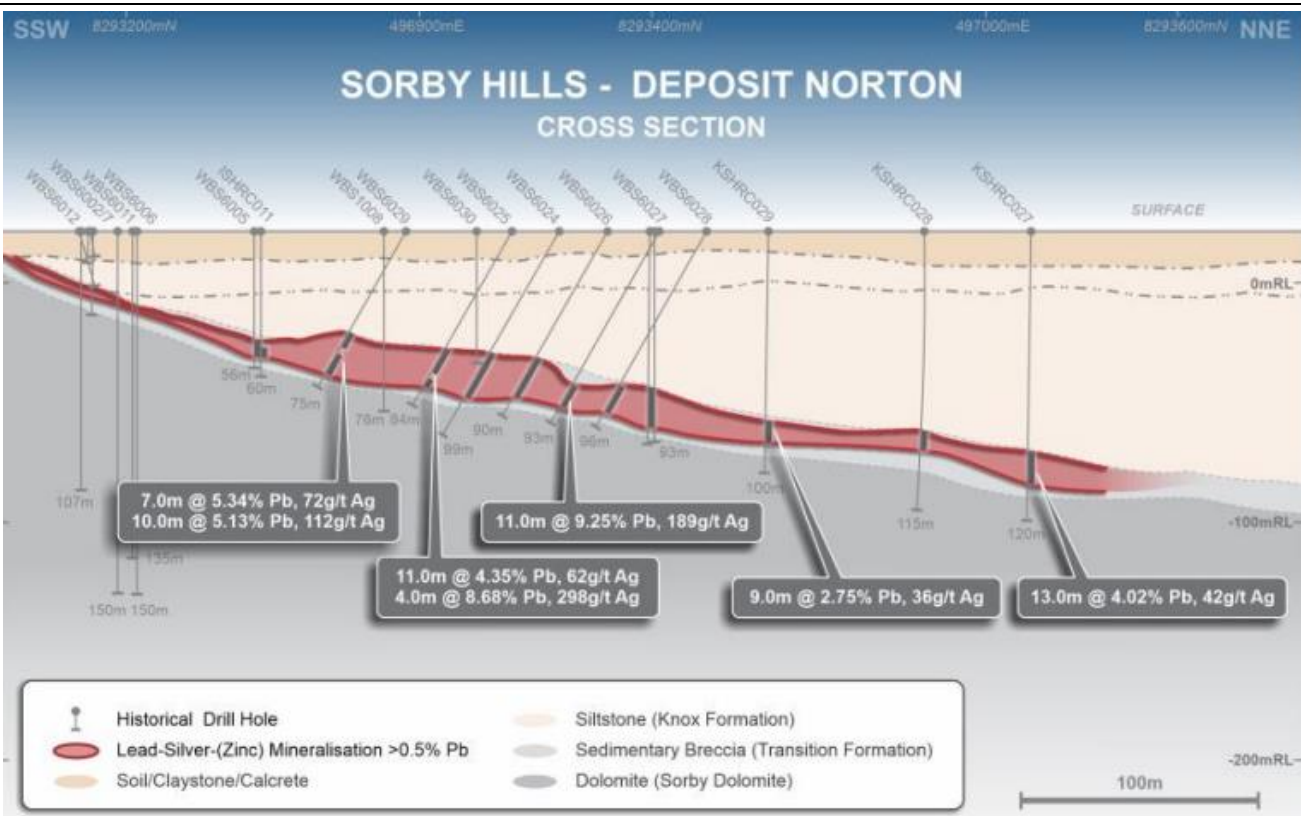 SSW 8293200mN 496900mE 8293400mN 497000mE 8293600mN NNE
SORBY HILLS - DEPOSIT NORTON
CROSS SECTION
WBS6012
WBS6002/7
WBS6011
WBS6006
WBS6005
ISHRC011
WBS1008
WBS6029
WBS6030
WBS6025
WBS6024
WBS6026
WBS6027
WBS6028
KSHRC029
KSHRC028
KSHRC027
SURFACE
0mRL
56m
60m
75m
76m
84m
99m
90m
93m
96m
93m
100m
115m
120m
107m
135m
150m 150m
-100mRL
7.0m @ 5.34% Pb, 72g/t Ag
10.0m @ 5.13% Pb, 112g/t Ag
11.0m @ 9.25% Pb, 189g/t Ag
11.0m @ 4.35% Pb, 62g/t Ag
4.0m @ 8.68% Pb, 298g/t Ag
9.0m @ 2.75% Pb, 36g/t Ag
13.0m @ 4.02% Pb, 42g/t Ag
Historical Drill Hole
Lead-Silver-(Zinc) Mineralisation >0.5% Pb
Soil/Claystone/Calcrete
Siltstone (Knox Formation)
Sedimentary Breccia (Transition Formation)
Dolomite (Sorby Dolomite)
-200mRL
100m